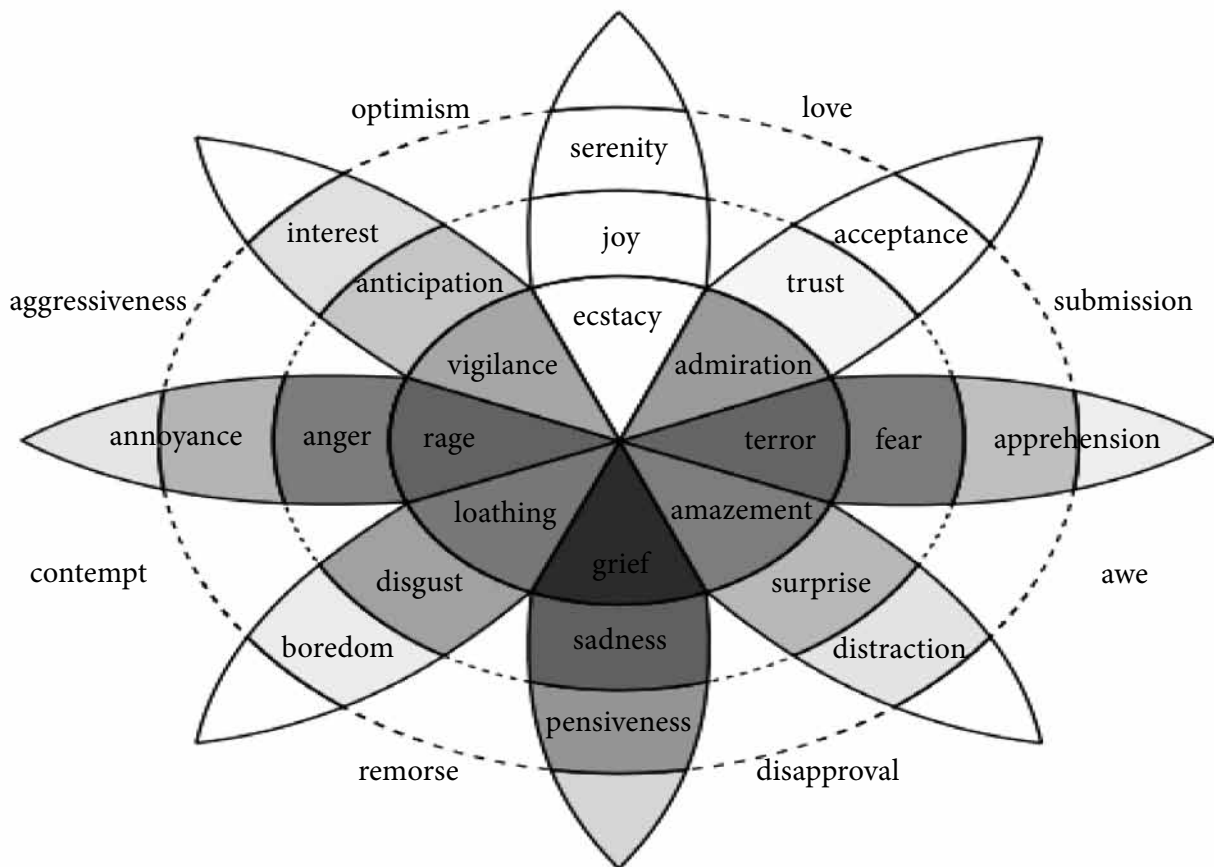 optimism
love
serenity
interest
joy
acceptance
anticipation
trust
aggressiveness
submission
ecstacy
vigilance
admiration
annoyance
anger
rage
terror
fear
apprehension
loathing
amazement
contempt
grief
awe
disgust
surprise
boredom
sadness
distraction
pensiveness
remorse
disapproval